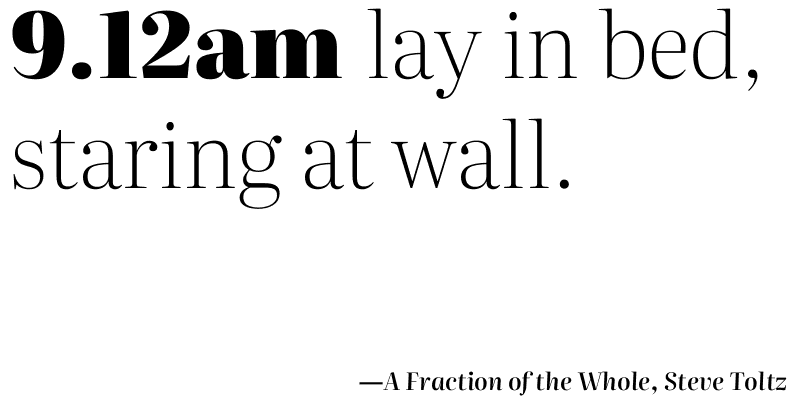 9.12am lay in bed,
staring at wall.
—A Fraction of the Whole, Steve Toltz